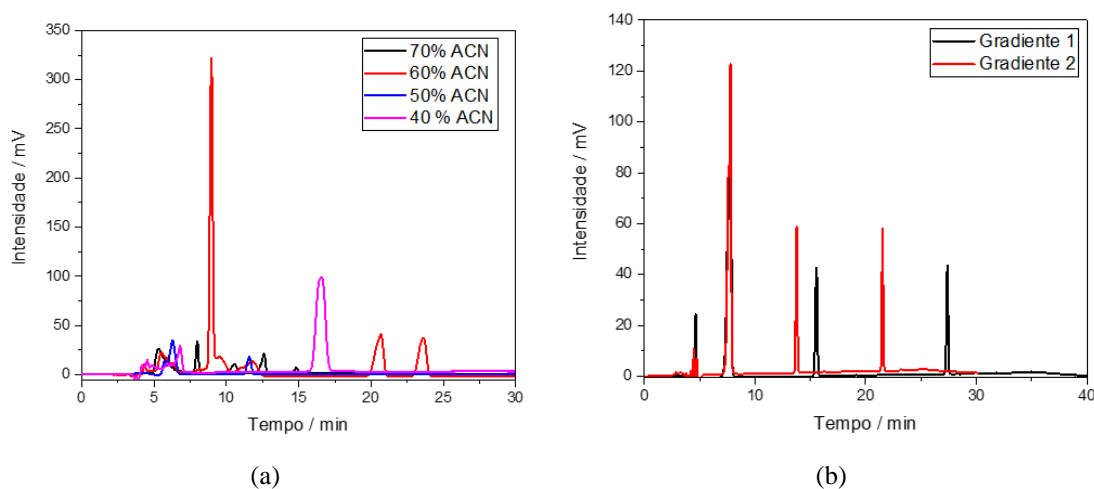 350
300
250
200
150
100
50
0
Intensidade / mV
70% ACN
60% ACN
50% ACN
40 % ACN
0 5 10 15 20 25 30
Tempo / min
(a)
140
120
100
80
60
40
20
0
Intensidade / mV
Gradiente 1
Gradiente 2
0 10 20 30 40
Tempo / min
(b)